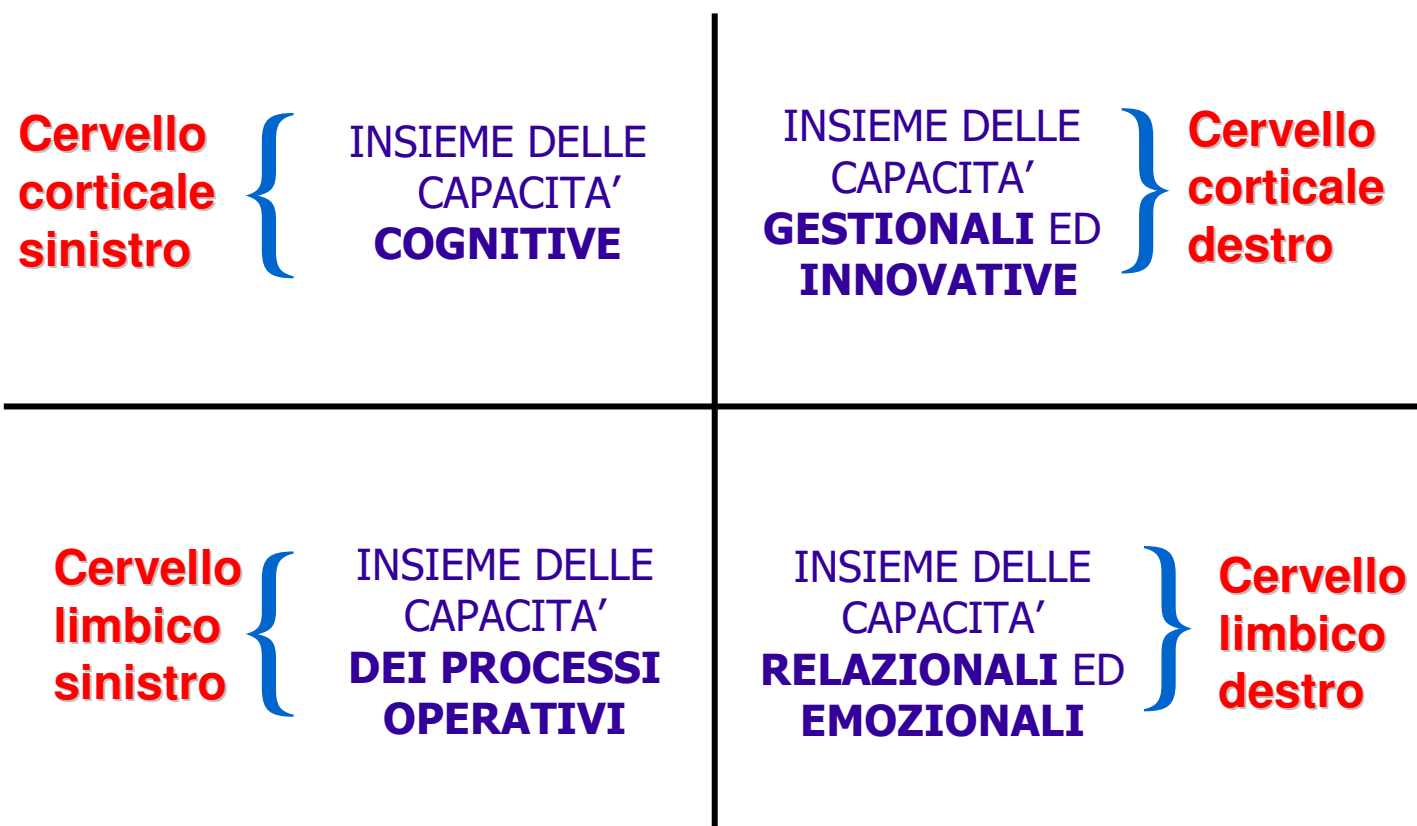 Cervello
corticale
sinistro
INSIEME DELLE
CAPACITA’
COGNITIVE
INSIEME DELLE
CAPACITA’
GESTIONALI ED
INNOVATIVE
Cervello
corticale
destro
Cervello
limbico
sinistro
INSIEME DELLE
CAPACITA’
DEI PROCESSI
OPERATIVI
INSIEME DELLE
CAPACITA’
RELAZIONALI ED
EMOZIONALI
Cervello
limbico
destro